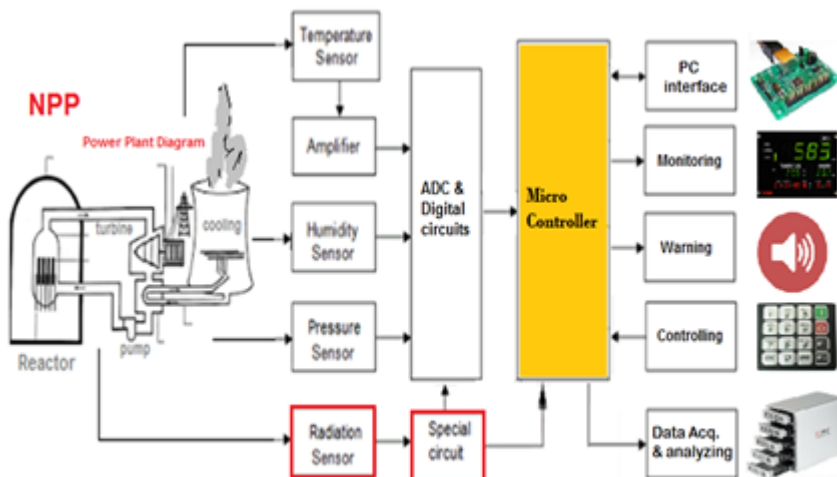 NPP
Power Plant Diagram
turbine
cooling
pump
Reactor
Temperature
Sensor
Amplifier
Humidity
Sensor
Pressure
Sensor
Radiation
Sensor
Special
circuit
ADC &
Digital
circuits
Micro
Controller
PC
interface
Monitoring
Warning
Controlling
Data Acq.
& analyzing
585